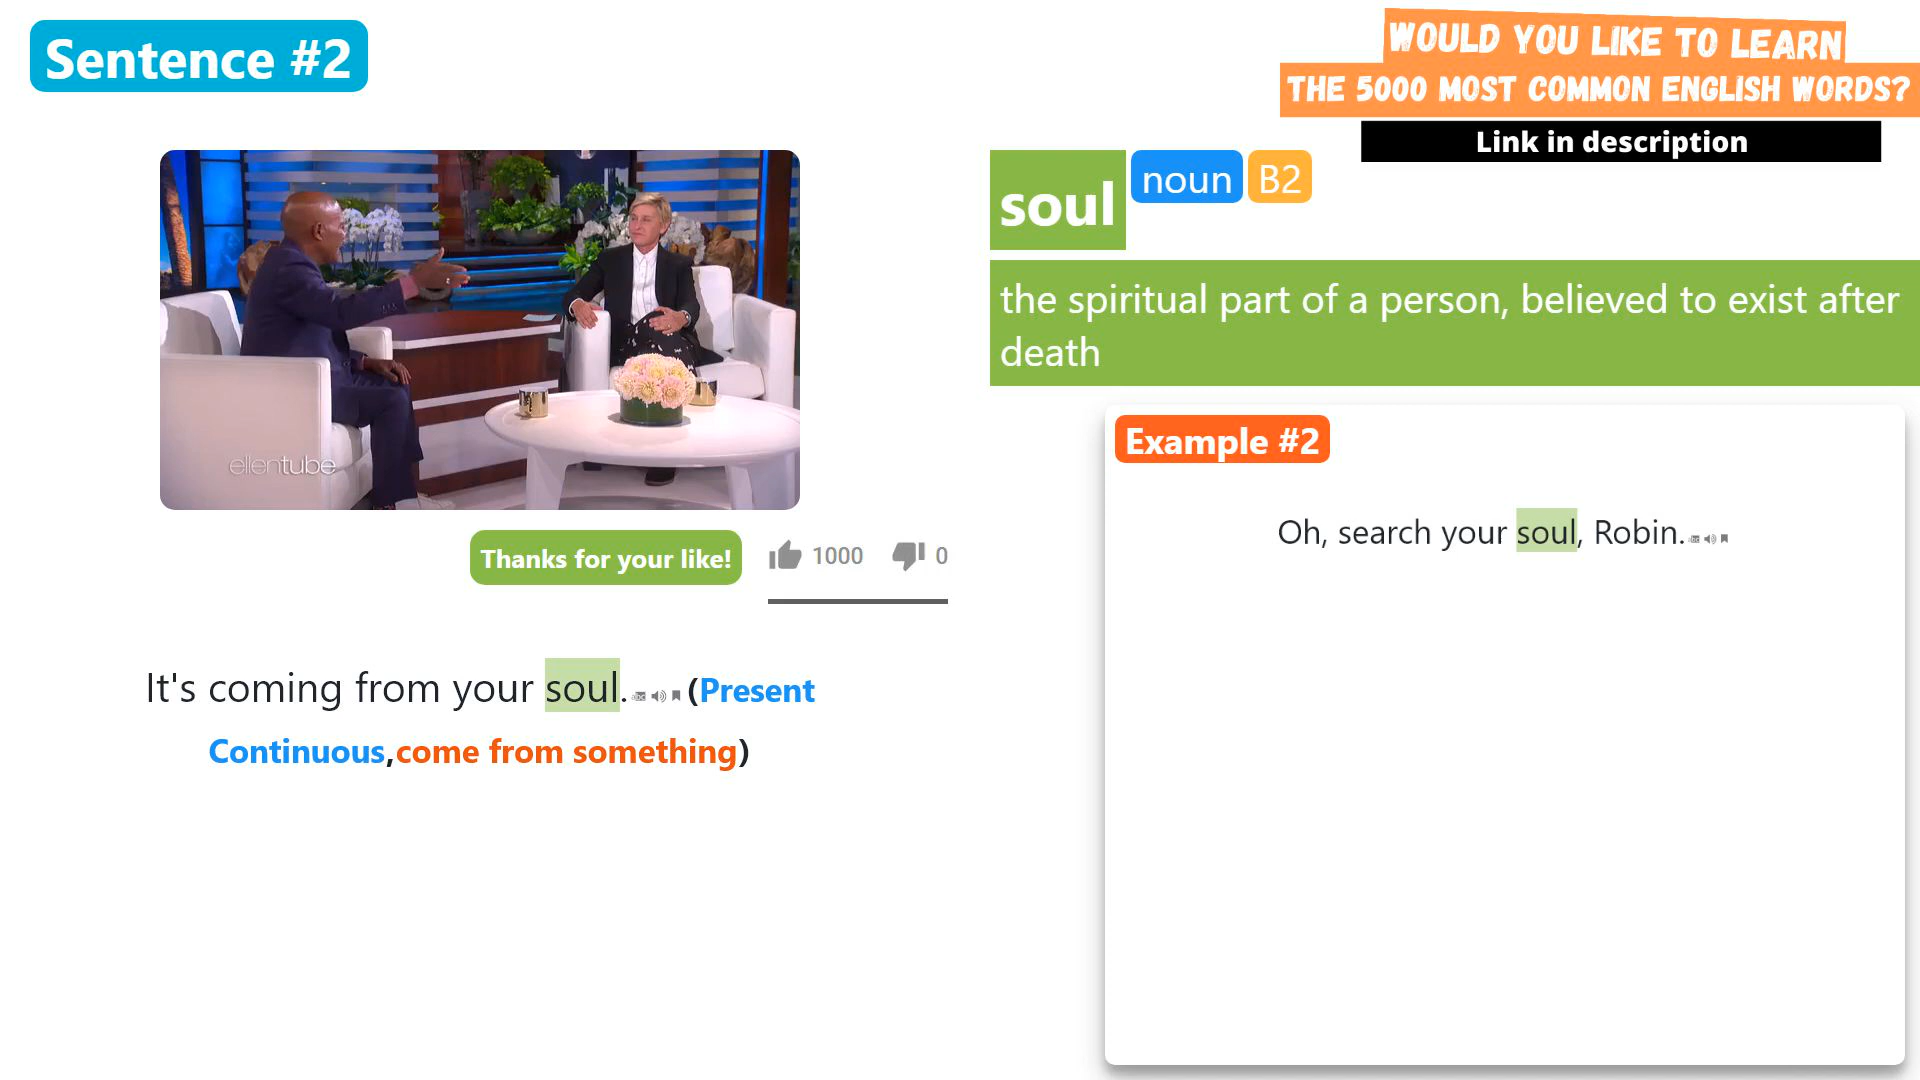 Sentence #2
WOULD YOU LIKE TO LEARN
THE 5000 MOST COMMON ENGLISH WORDS?
Link in description
soul noun B2
the spiritual part of a person, believed to exist after
death
ellentube
Thanks for your like! 1000 0
It's coming from your soul. (Present
Continuous,come from something)
Example #2
Oh, search your soul, Robin.